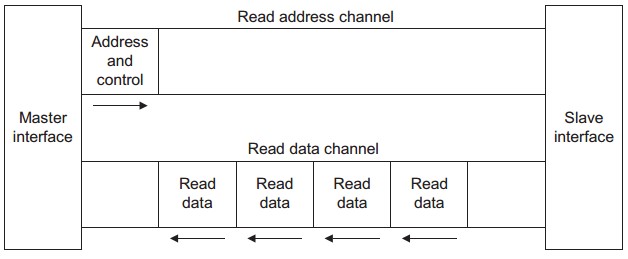 Read address channel
Address
and
control
Master
interface
Slave
interface
Read data channel
Read
data
Read
data
Read
data
Read
data